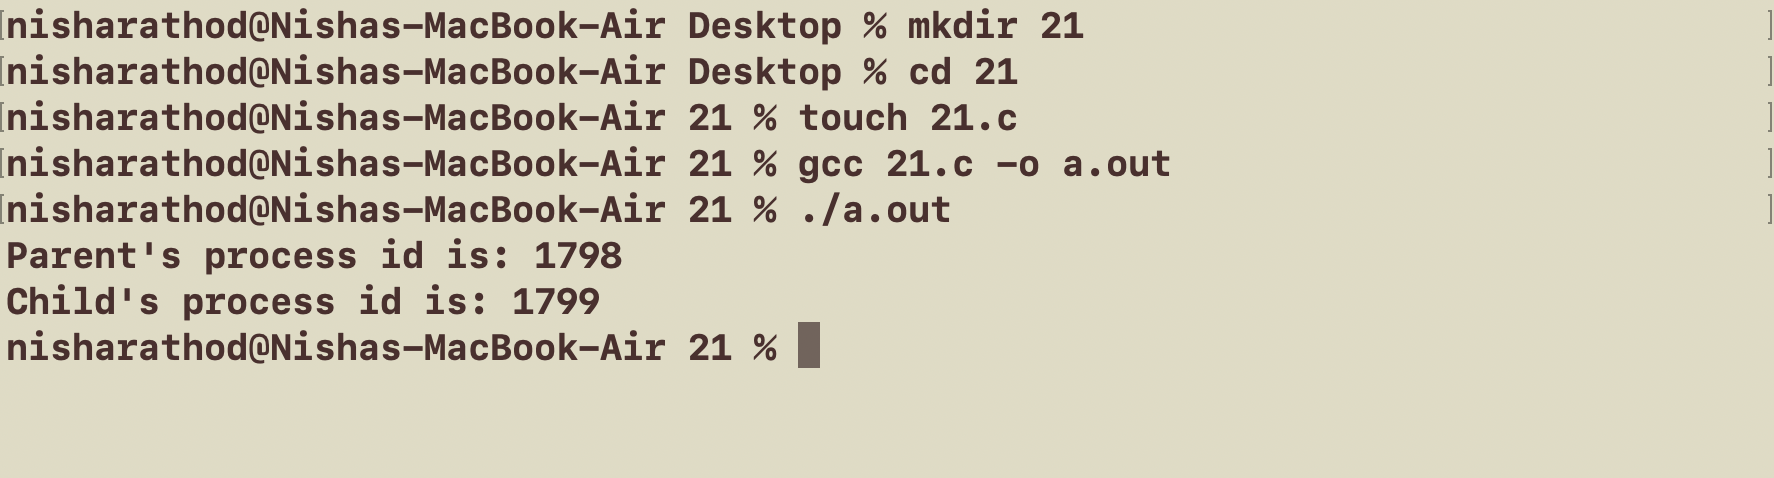 nisharathod@Nishas-MacBook-Air Desktop % mkdir 21
nisharathod@Nishas-MacBook-Air Desktop % cd 21
nisharathod@Nishas-MacBook-Air 21 % touch 21.c
nisharathod@Nishas-MacBook-Air 21 % gcc 21.c -o a.out
nisharathod@Nishas-MacBook-Air 21 % ./a.out
Parent's process id is: 1798
Child's process id is: 1799
nisharathod@Nishas-MacBook-Air 21 %